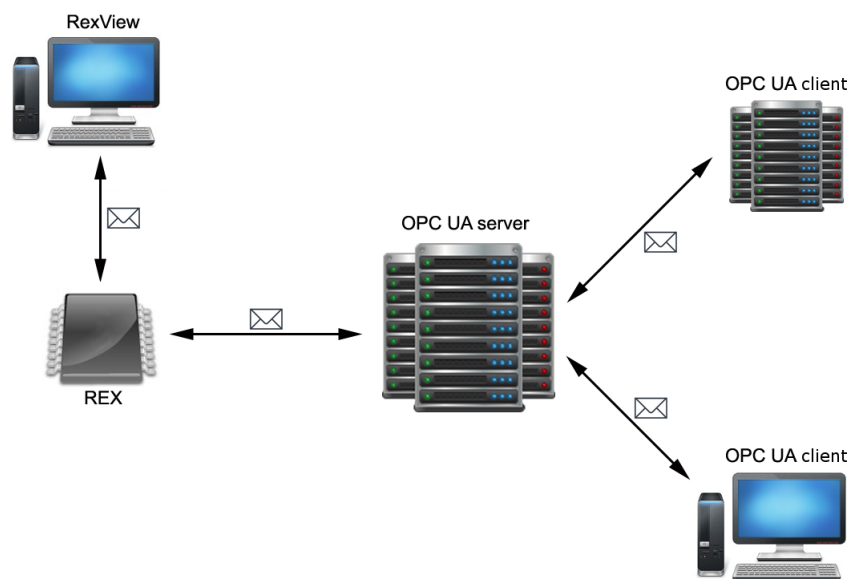 RexView
OPC UA client
OPC UA server
REX
OPC UA client